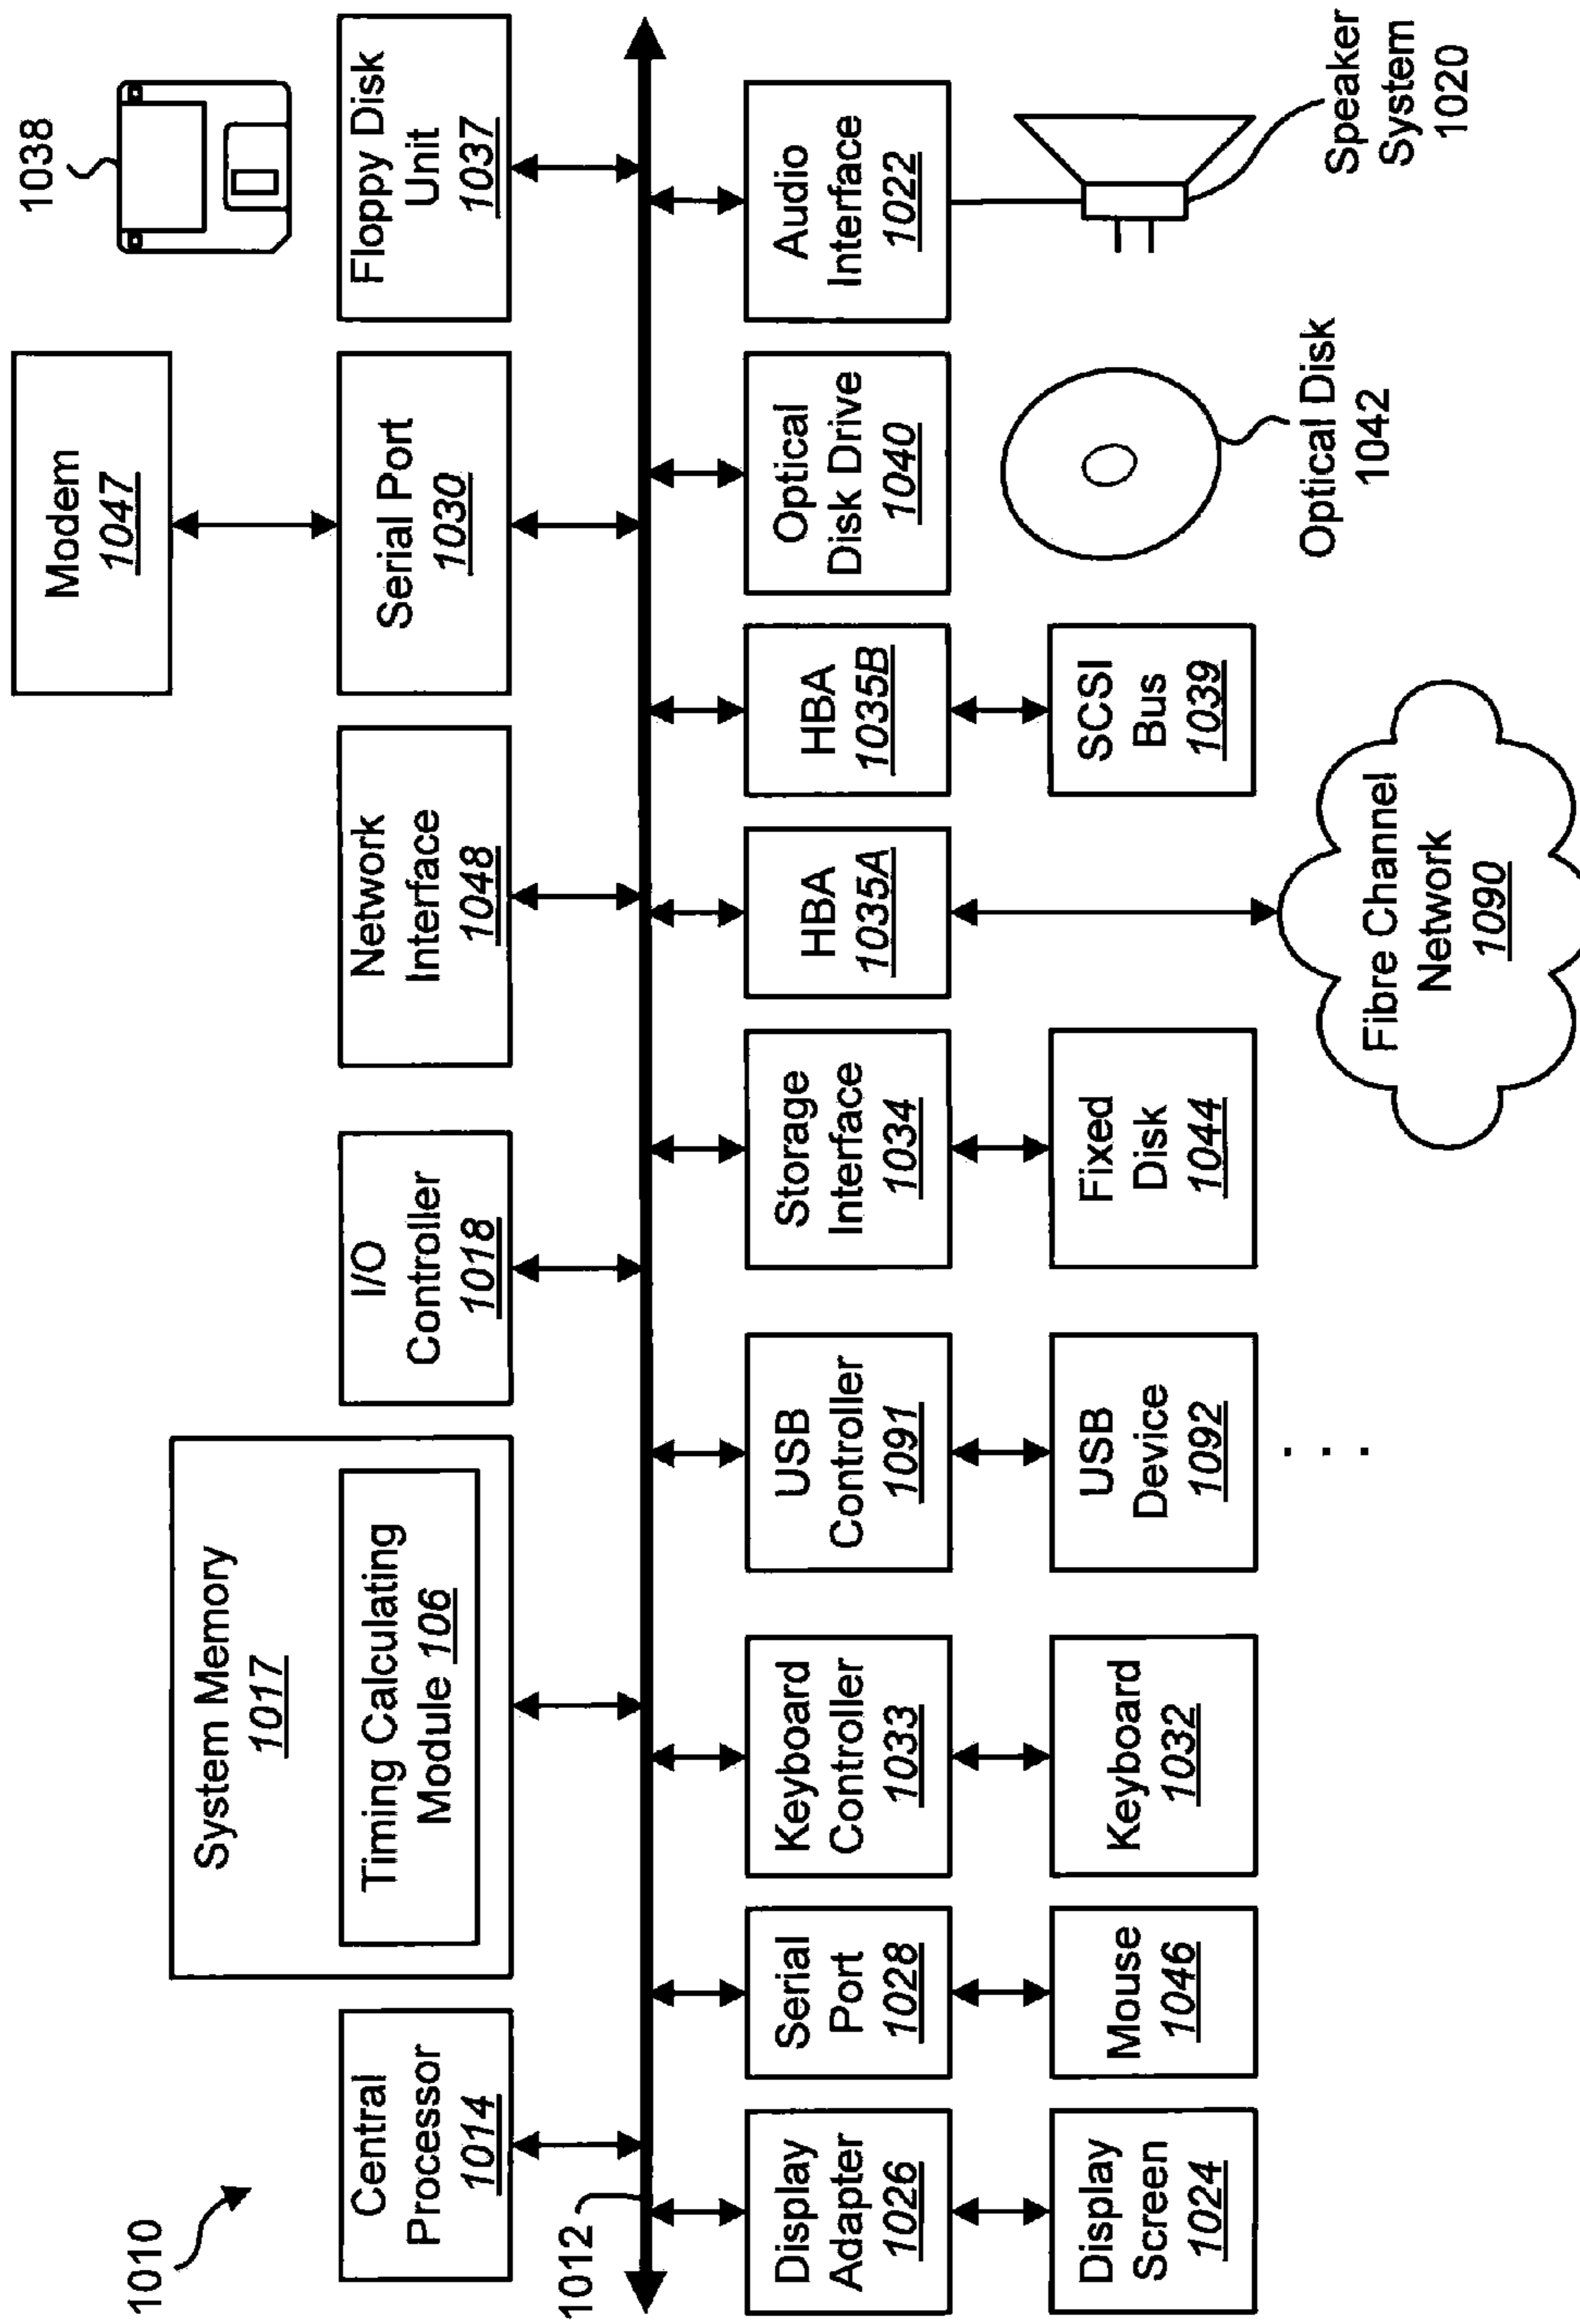 1010
1038
Modem
1047
System Memory
1017
Timing Calculating
Module 106
Central
Processor
1014
I/O
Controller
1018
Network
Interface
1048
Serial Port
1030
Floppy Disk
Unit
1037
1012
Display
Adapter
1026
Serial
Port
1028
Keyboard
Controller
1033
USB
Controller
1091
Storage
Interface
1034
HBA
1035A
HBA
1035B
Optical
Disk Drive
1040
Audio
Interface
1022
Display
Screen
1024
Mouse
1046
Keyboard
1032
USB
Device
1092
. . .
Fixed
Disk
1044
SCSI
Bus
1039
Fibre Channel
Network
1090
Optical Disk
1042
Speaker
System
1020